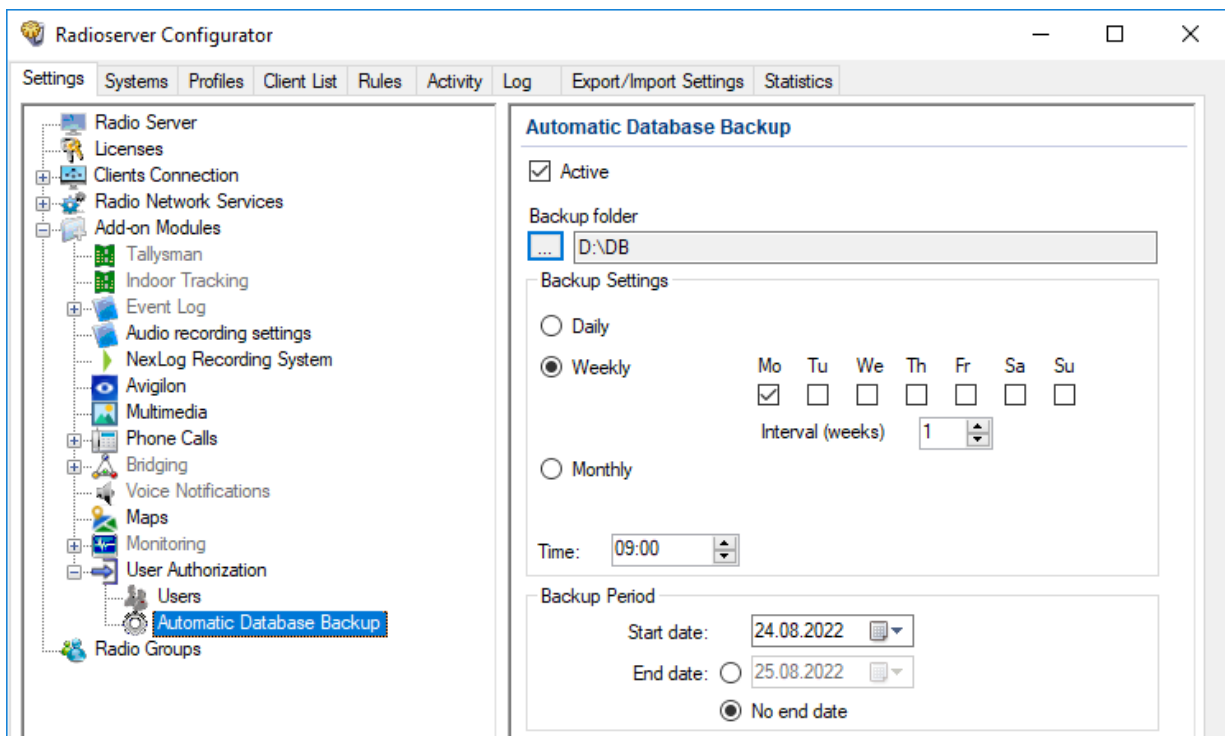 Radioserver Configurator
Settings Systems Profiles Client List Rules Activity Log Export/Import Settings Statistics
Radio Server
Licenses
Clients Connection
Radio Network Services
Add-on Modules
Tallysman
Indoor Tracking
Event Log
Audio recording settings
NexLog Recording System
Avigilon
Multimedia
Phone Calls
Bridging
Voice Notifications
Maps
Monitoring
User Authorization
Users
Automatic Database Backup
Radio Groups
Automatic Database Backup
Active
Backup folder
... D:\DB
Backup Settings
Daily
Weekly Mo Tu We Th Fr Sa Su
Interval (weeks) 1
Monthly
Time: 09:00
Backup Period
Start date: 24.08.2022
End date: 25.08.2022
No end date